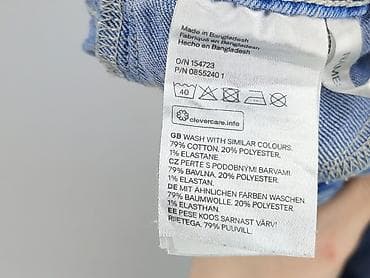 Made in Bangladesh
Fabriqué en Bangladesh
Hecho en Bangladesh
O/N 154723
P/N 0855240 1
40
clevercare.info
GB WASH WITH SIMILAR COLOURS.
79% COTTON, 20% POLYESTER,
1% ELASTANE.
CZ PERTE S PODOBNÝMI BARVAMI.
79% BAVLNA, 20% POLYESTER,
1% ELASTAN.
DE MIT ÄHNLICHEN FARBEN WASCHEN.
79% BAUMWOLLE, 20% POLYESTER,
1% ELASTHAN.
EE PESE KOOS SARNAST VÄRVI
RIIETEGA. 79% PUUVILL,